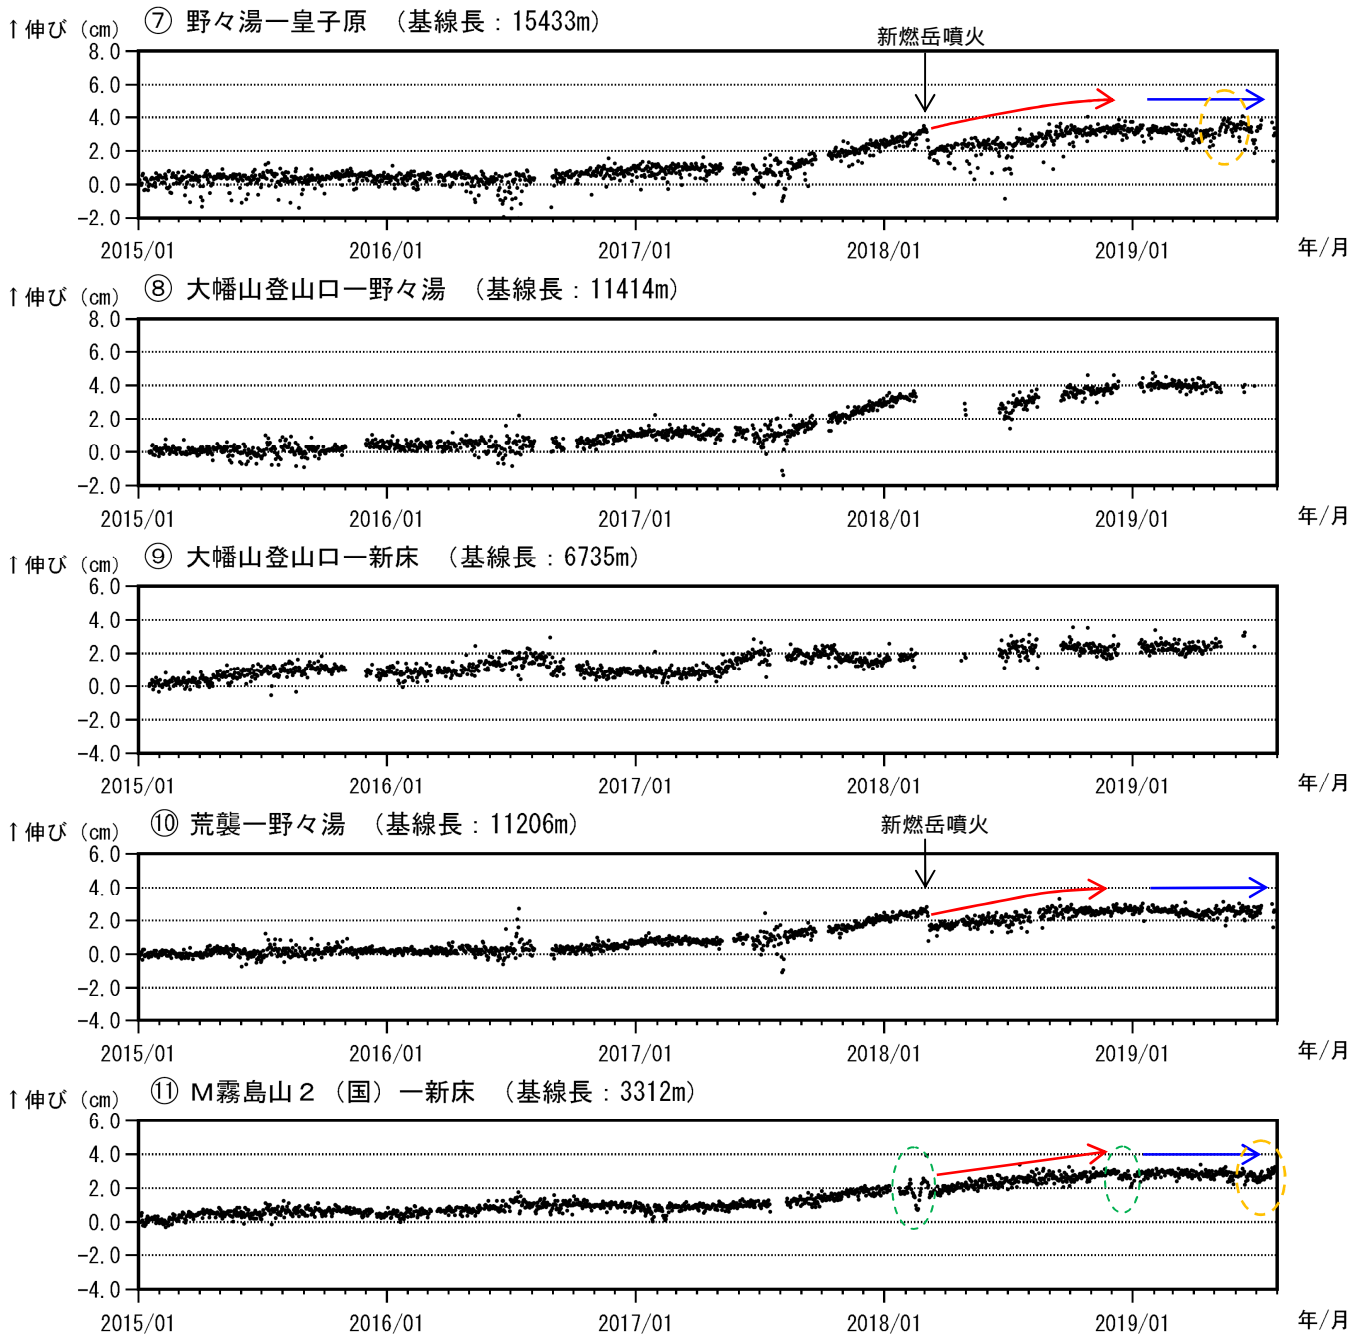 ⑦ 野々湯ー皇子原 （基線長：15433m）
↑伸び（cm）
新燃岳噴火
8.0
6.0
4.0
2.0
0.0
−2.0
2015/01 2016/01 2017/01 2018/01 2019/01 年/月
⑧ 大幡山登山口ー野々湯 （基線長：11414m）
↑伸び（cm）
8.0
6.0
4.0
2.0
0.0
−2.0
2015/01 2016/01 2017/01 2018/01 2019/01 年/月
⑨ 大幡山登山口ー新床 （基線長：6735m）
↑伸び（cm）
6.0
4.0
2.0
0.0
−2.0
−4.0
2015/01 2016/01 2017/01 2018/01 2019/01 年/月
⑩ 荒襲ー野々湯 （基線長：11206m）
↑伸び（cm）
新燃岳噴火
6.0
4.0
2.0
0.0
−2.0
−4.0
2015/01 2016/01 2017/01 2018/01 2019/01 年/月
⑪ Ｍ霧島山２（国）ー新床 （基線長：3312m）
↑伸び（cm）
6.0
4.0
2.0
0.0
−2.0
−4.0
2015/01 2016/01 2017/01 2018/01 2019/01 年/月